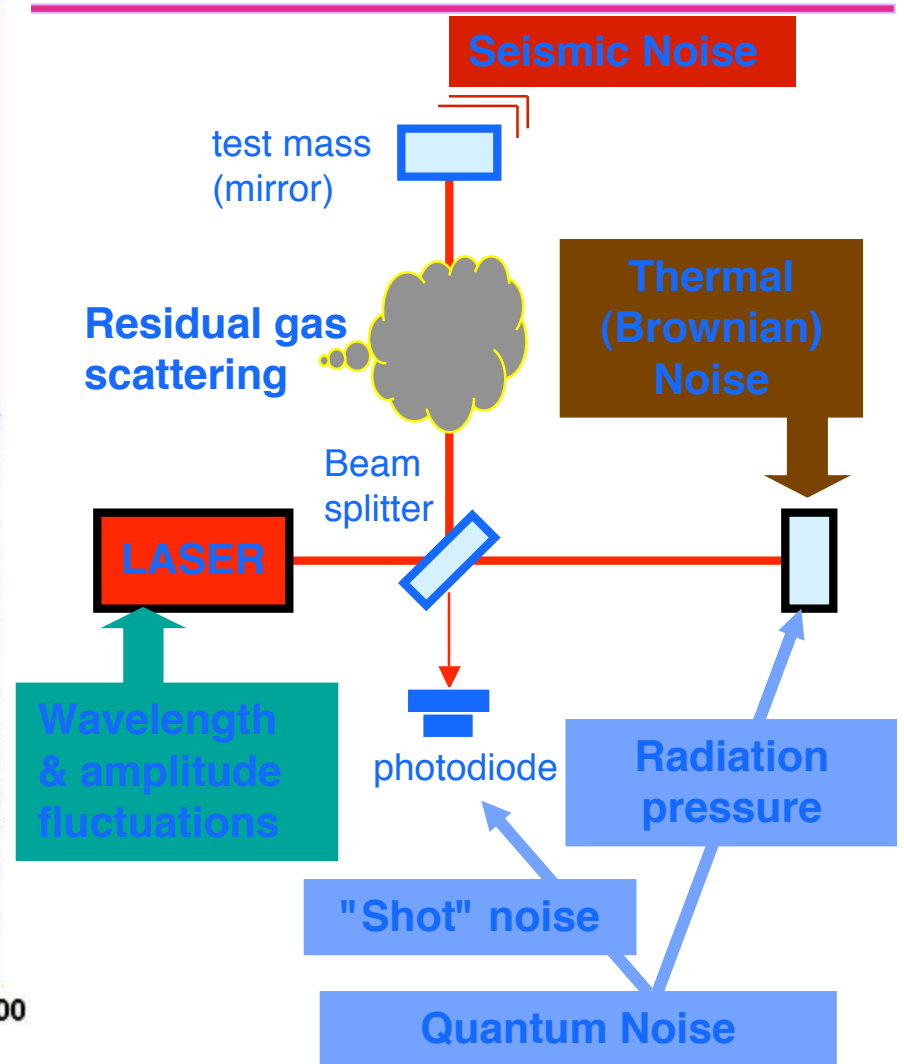 Seismic Noise
test mass
(mirror)
Thermal
(Brownian)
Noise
Residual gas
scattering
Beam
splitter
LASER
Wavelength
& amplitude
fluctuations
photodiode
Radiation
pressure
"Shot" noise
Quantum Noise
00